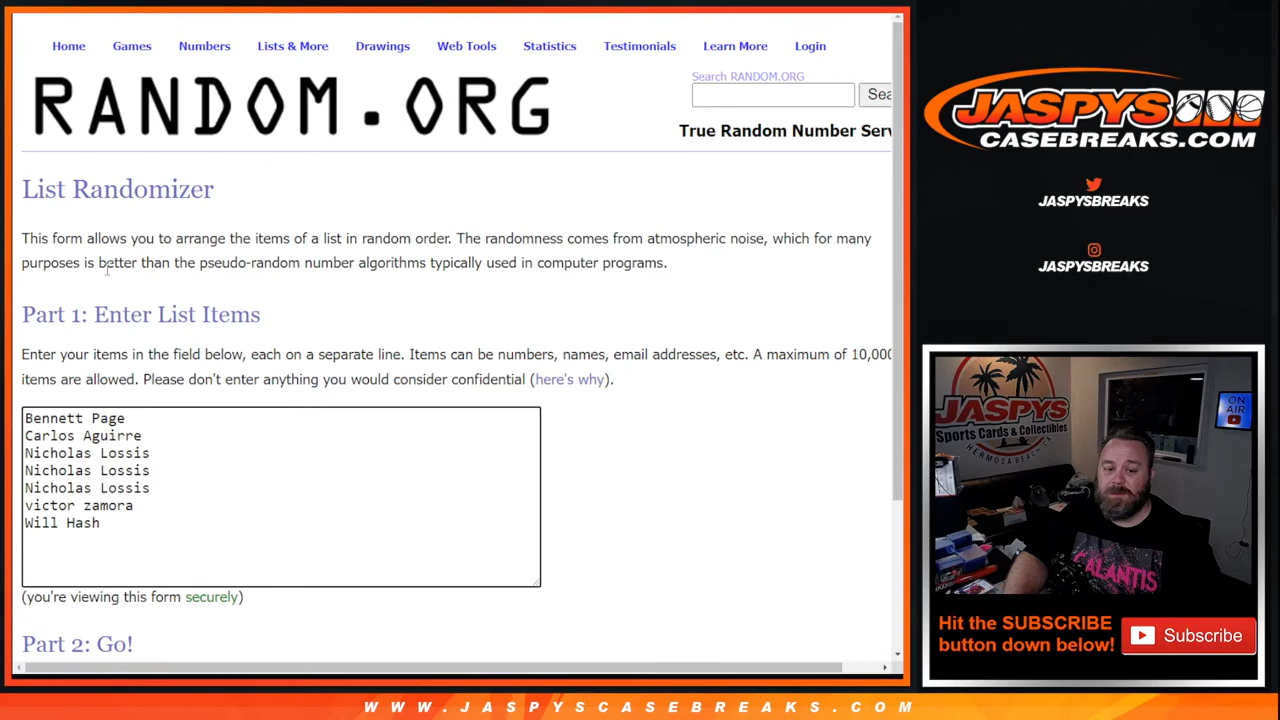 Home Games Numbers Lists & More Drawings Web Tools Statistics Testimonials Learn More Login
RANDOM.ORG
Search RANDOM.ORG
Sea
True Random Number Serv
List Randomizer
This form allows you to arrange the items of a list in random order. The randomness comes from atmospheric noise, which for many
purposes is better than the pseudo-random number algorithms typically used in computer programs.
Part 1: Enter List Items
Enter your items in the field below, each on a separate line. Items can be numbers, names, email addresses, etc. A maximum of 10,000
items are allowed. Please don't enter anything you would consider confidential (here's why).
Bennett Page
Carlos Aguirre
Nicholas Lossis
Nicholas Lossis
Nicholas Lossis
victor zamora
Will Hash
(you're viewing this form securely)
Part 2: Go!
JASPYS
CASEBREAKS.COM
JASPYSBREAKS
JASPYSBREAKS
JASPYS
Sports Cards & Collectibles
HERMOSA BEACH CA
ON
AIR
GALANTIS
Hit the SUBSCRIBE
button down below!
Subscribe
WWW.JASPYSCASEBREAKS.COM